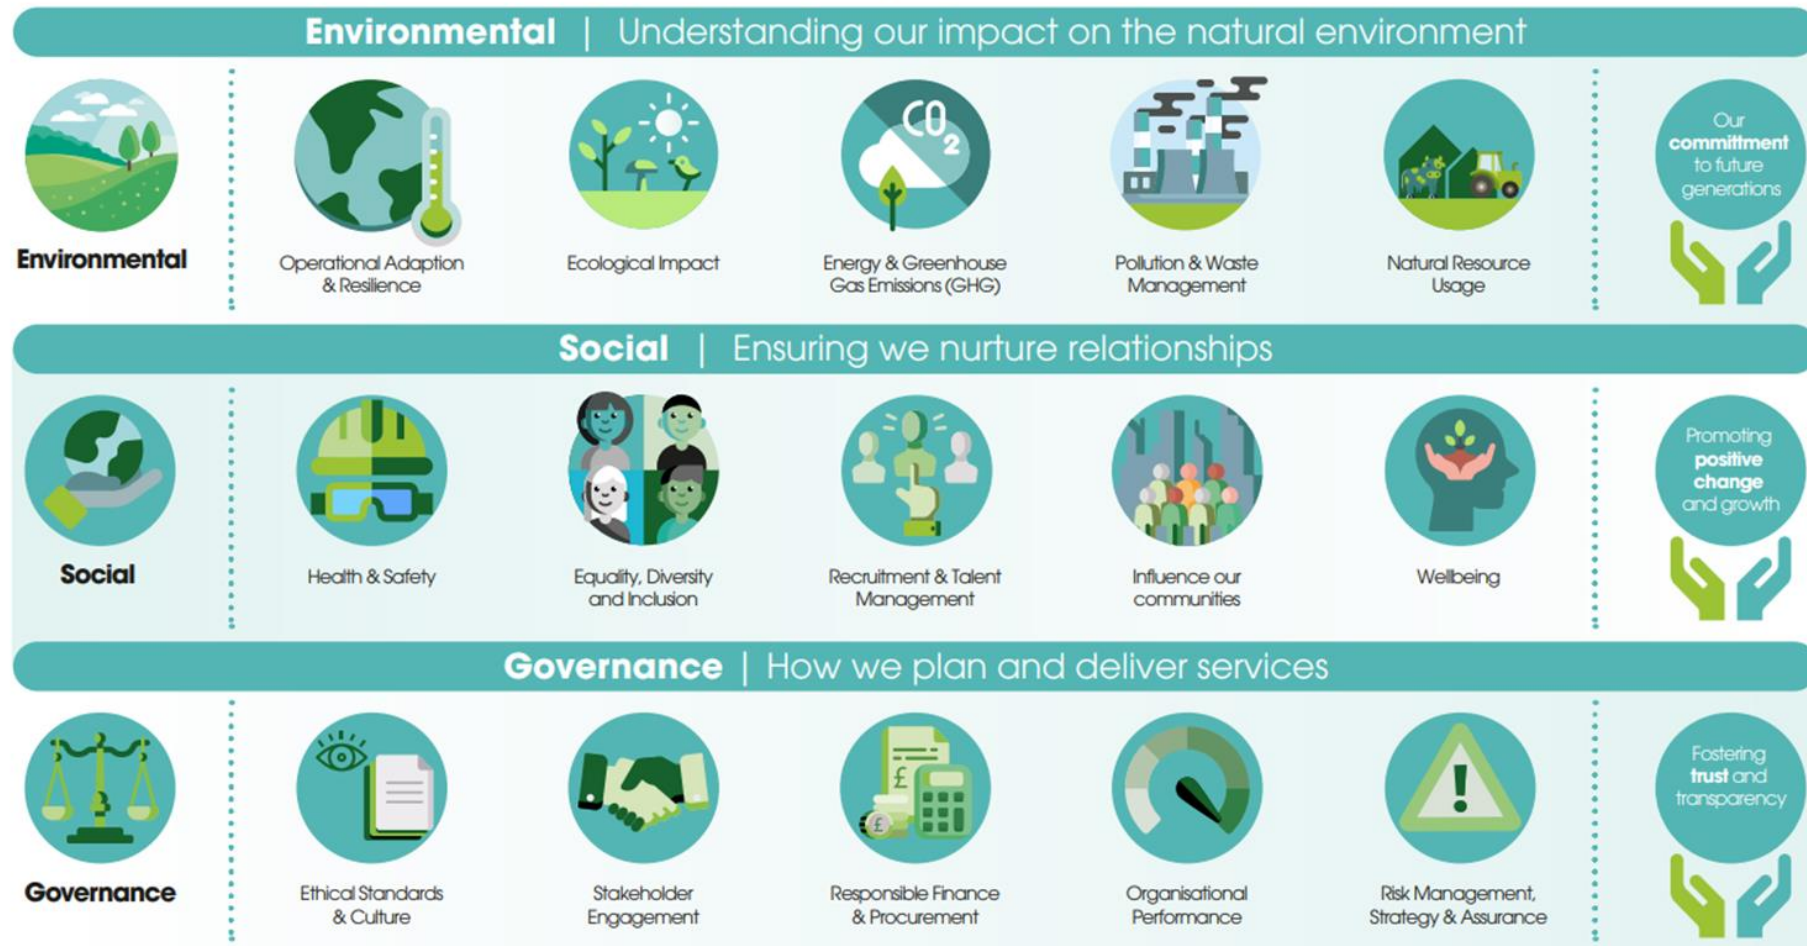 Environmental | Understanding our impact on the natural environment
Environmental
Operational Adaption
& Resilience
Ecological Impact
CO2
Energy & Greenhouse
Gas Emissions (GHG)
Pollution & Waste
Management
Natural Resource
Usage
Our
committment
to future
generations
Social | Ensuring we nurture relationships
Social
Health & Safety
Equality, Diversity
and Inclusion
Recruitment & Talent
Management
Influence our
communities
Wellbeing
Promoting
positive
change
and growth
Governance | How we plan and deliver services
Governance
Ethical Standards
& Culture
Stakeholder
Engagement
£
£
Responsible Finance
& Procurement
Organisational
Performance
!
Risk Management,
Strategy & Assurance
Fostering
trust and
transparency